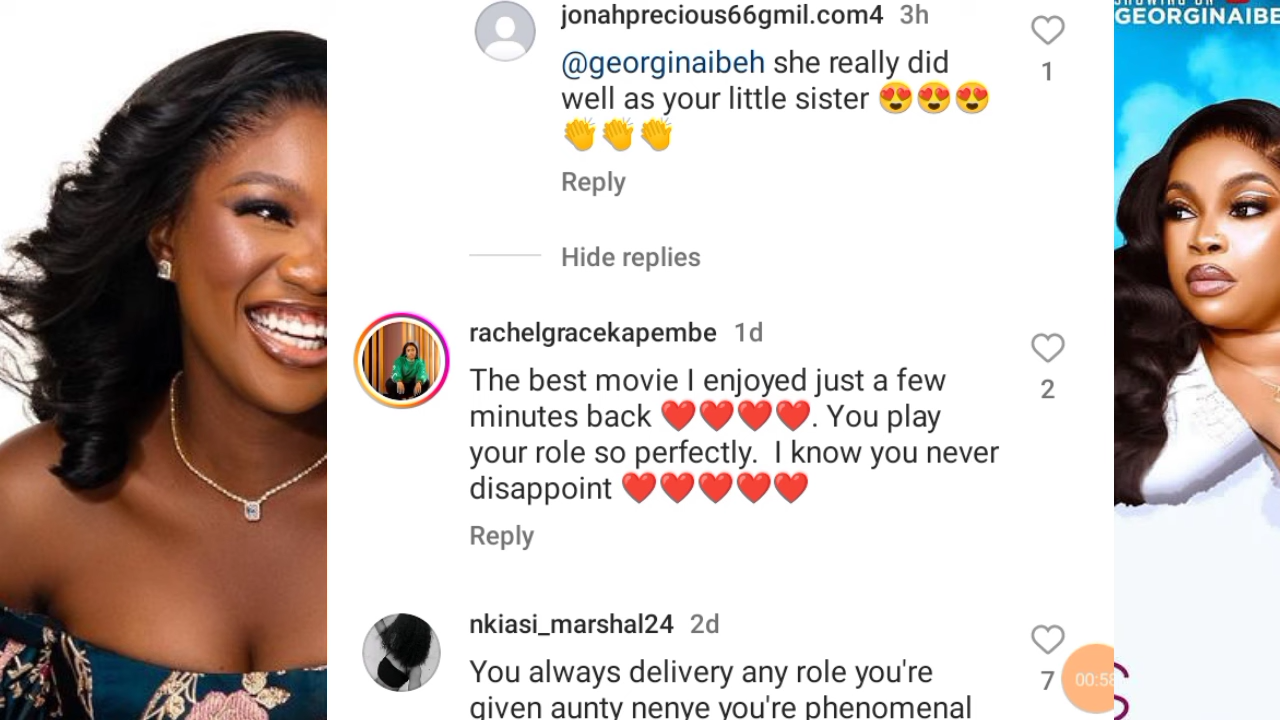 jonahprecious66gmil.com4 3h
@georginaibeh she really did
well as your little sister 😍😍😍
👏👏👏
1
Reply
Hide replies
rachelgracekapembe 1d
The best movie I enjoyed just a few
minutes back ❤️❤️❤️❤️. You play
your role so perfectly. I know you never
disappoint ❤️❤️❤️❤️❤️
2
Reply
nkiasi_marshal24 2d
You always delivery any role you're
given aunty nenye you're phenomenal
7
00:58
GEORGINAIBE
S